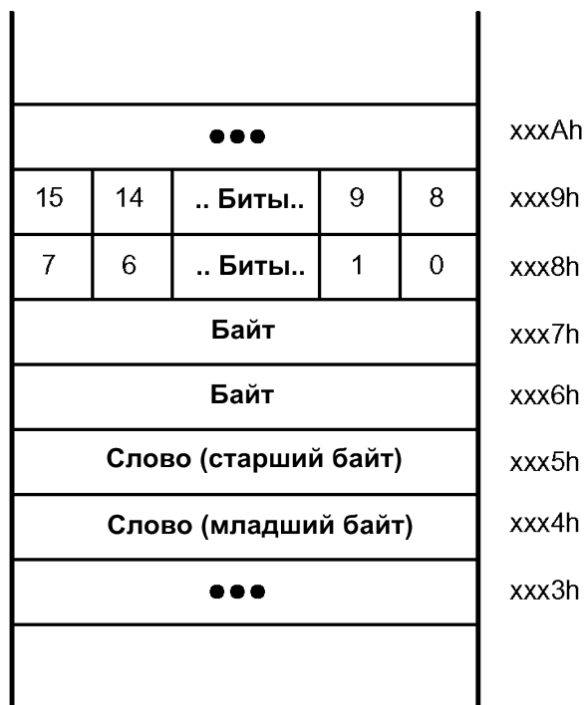 ●●● xxxAh
15 14 .. Биты.. 9 8 xxx9h
7 6 .. Биты.. 1 0 xxx8h
Байт xxx7h
Байт xxx6h
Слово (старший байт) xxx5h
Слово (младший байт) xxx4h
●●● xxx3h